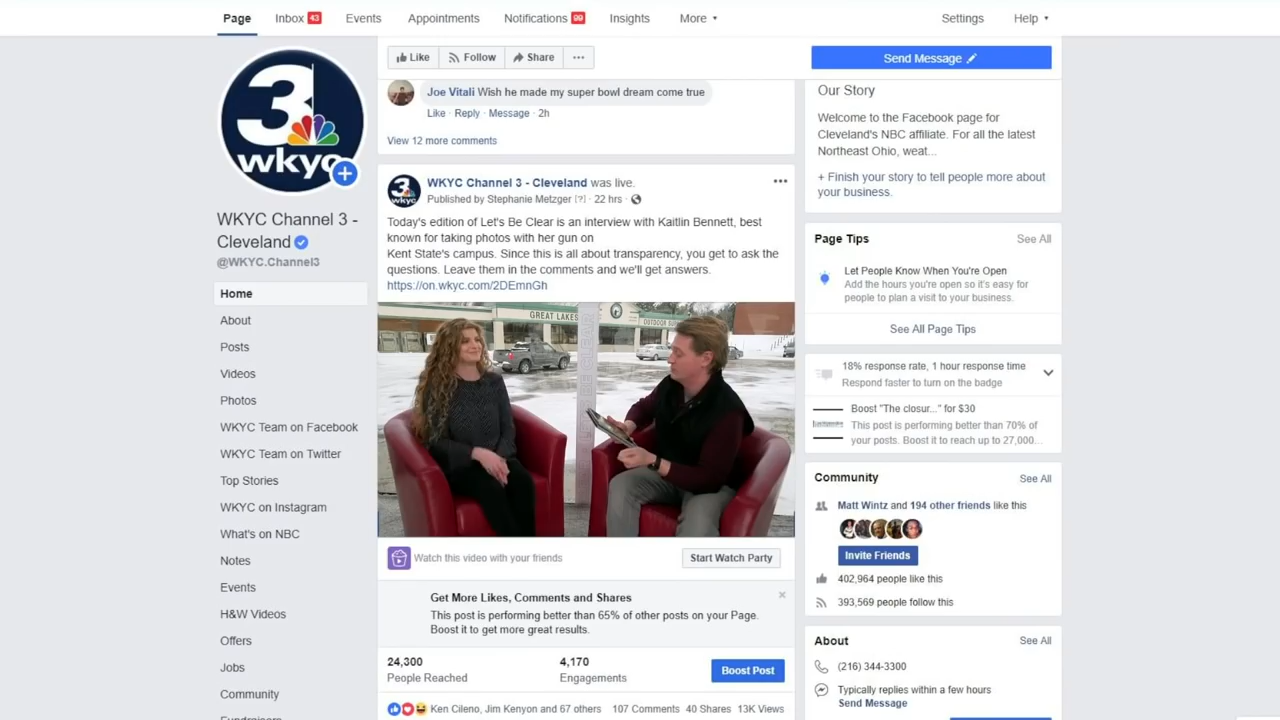 Page
Inbox 43
Events
Appointments
Notifications 99
Insights
More
Settings
Help
3
wkyc
WKYC Channel 3 -
Cleveland
@WKYC.Channel3
Home
About
Posts
Videos
Photos
WKYC Team on Facebook
WKYC Team on Twitter
Top Stories
WKYC on Instagram
What's on NBC
Notes
Events
H&W Videos
Offers
Jobs
Community
Fundraisers
Like
Follow
Share
...
Send Message
Joe Vitali Wish he made my super bowl dream come true
Like · Reply · Message · 2h
View 12 more comments
3
wkyc
WKYC Channel 3 - Cleveland was live.
Published by Stephanie Metzger [?] · 22 hrs ·
Today's edition of Let's Be Clear is an interview with Kaitlin Bennett, best
known for taking photos with her gun on
Kent State's campus. Since this is all about transparency, you get to ask the
questions. Leave them in the comments and we'll get answers.
https://on.wkyc.com/2DEmnGh
GREAT LAKES
Watch this video with your friends
Start Watch Party
Get More Likes, Comments and Shares
This post is performing better than 65% of other posts on your Page.
Boost it to get more great results.
24,300
People Reached
4,170
Engagements
Boost Post
Ken Cileno, Jim Kenyon and 67 others
107 Comments 40 Shares 13K Views
Our Story
Welcome to the Facebook page for
Cleveland's NBC affiliate. For all the latest
Northeast Ohio, weat...
+ Finish your story to tell people more about
your business.
Page Tips
See All
Let People Know When You're Open
Add the hours you're open so it's easy for
people to plan a visit to your business.
See All Page Tips
18% response rate, 1 hour response time
Respond faster to turn on the badge
Boost "The closur..." for $30
This post is performing better than 70% of
your posts. Boost it to reach up to 27,000...
Community
See All
Matt Wintz and 194 other friends like this
Invite Friends
402,964 people like this
393,569 people follow this
About
See All
(216) 344-3300
Typically replies within a few hours
Send Message